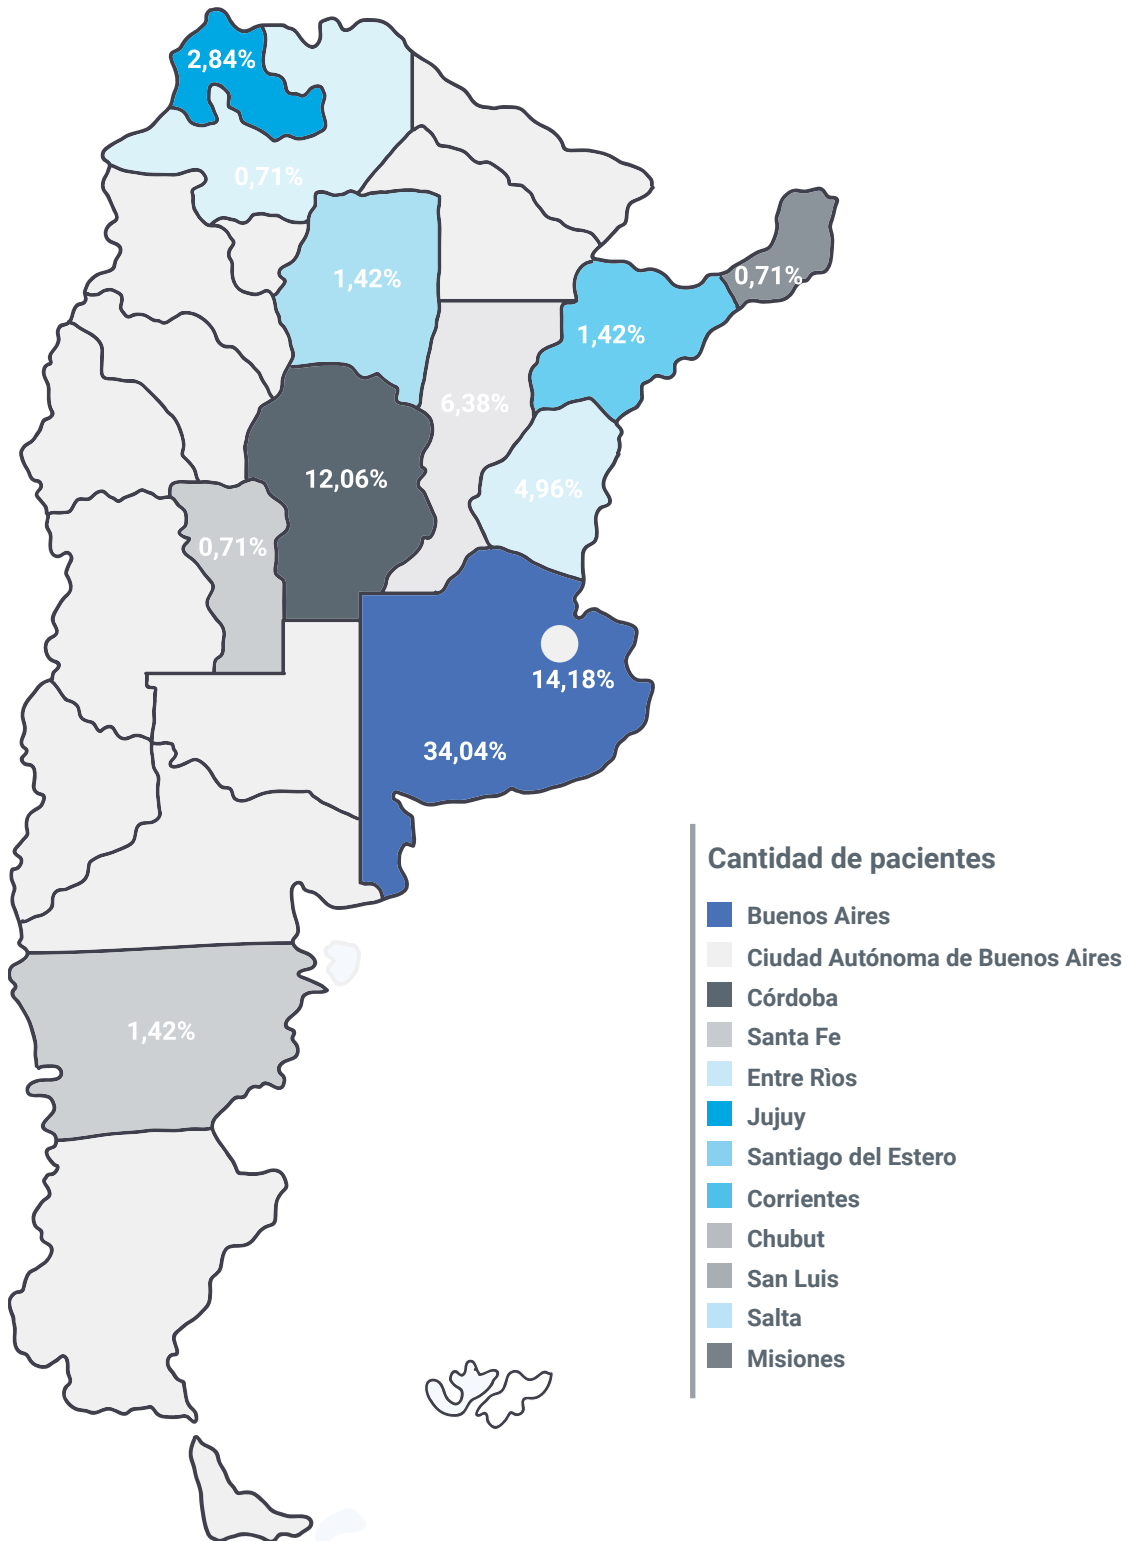 2,84%
0,71%
1,42%
0,71%
1,42%
6,38%
12,06%
4,96%
0,71%
14,18%
34,04%
1,42%
Cantidad de pacientes
Buenos Aires
Ciudad Autónoma de Buenos Aires
Córdoba
Santa Fe
Entre Rìos
Jujuy
Santiago del Estero
Corrientes
Chubut
San Luis
Salta
Misiones